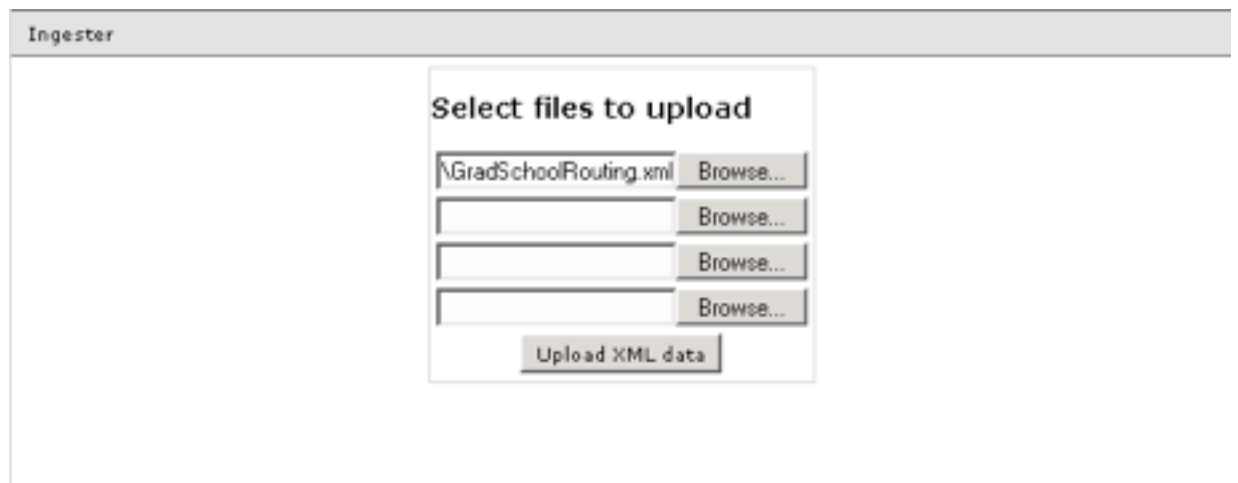 Ingester
Select files to upload
\GradSchoolRouting.xml Browse...
Browse...
Browse...
Browse...
Upload XML data